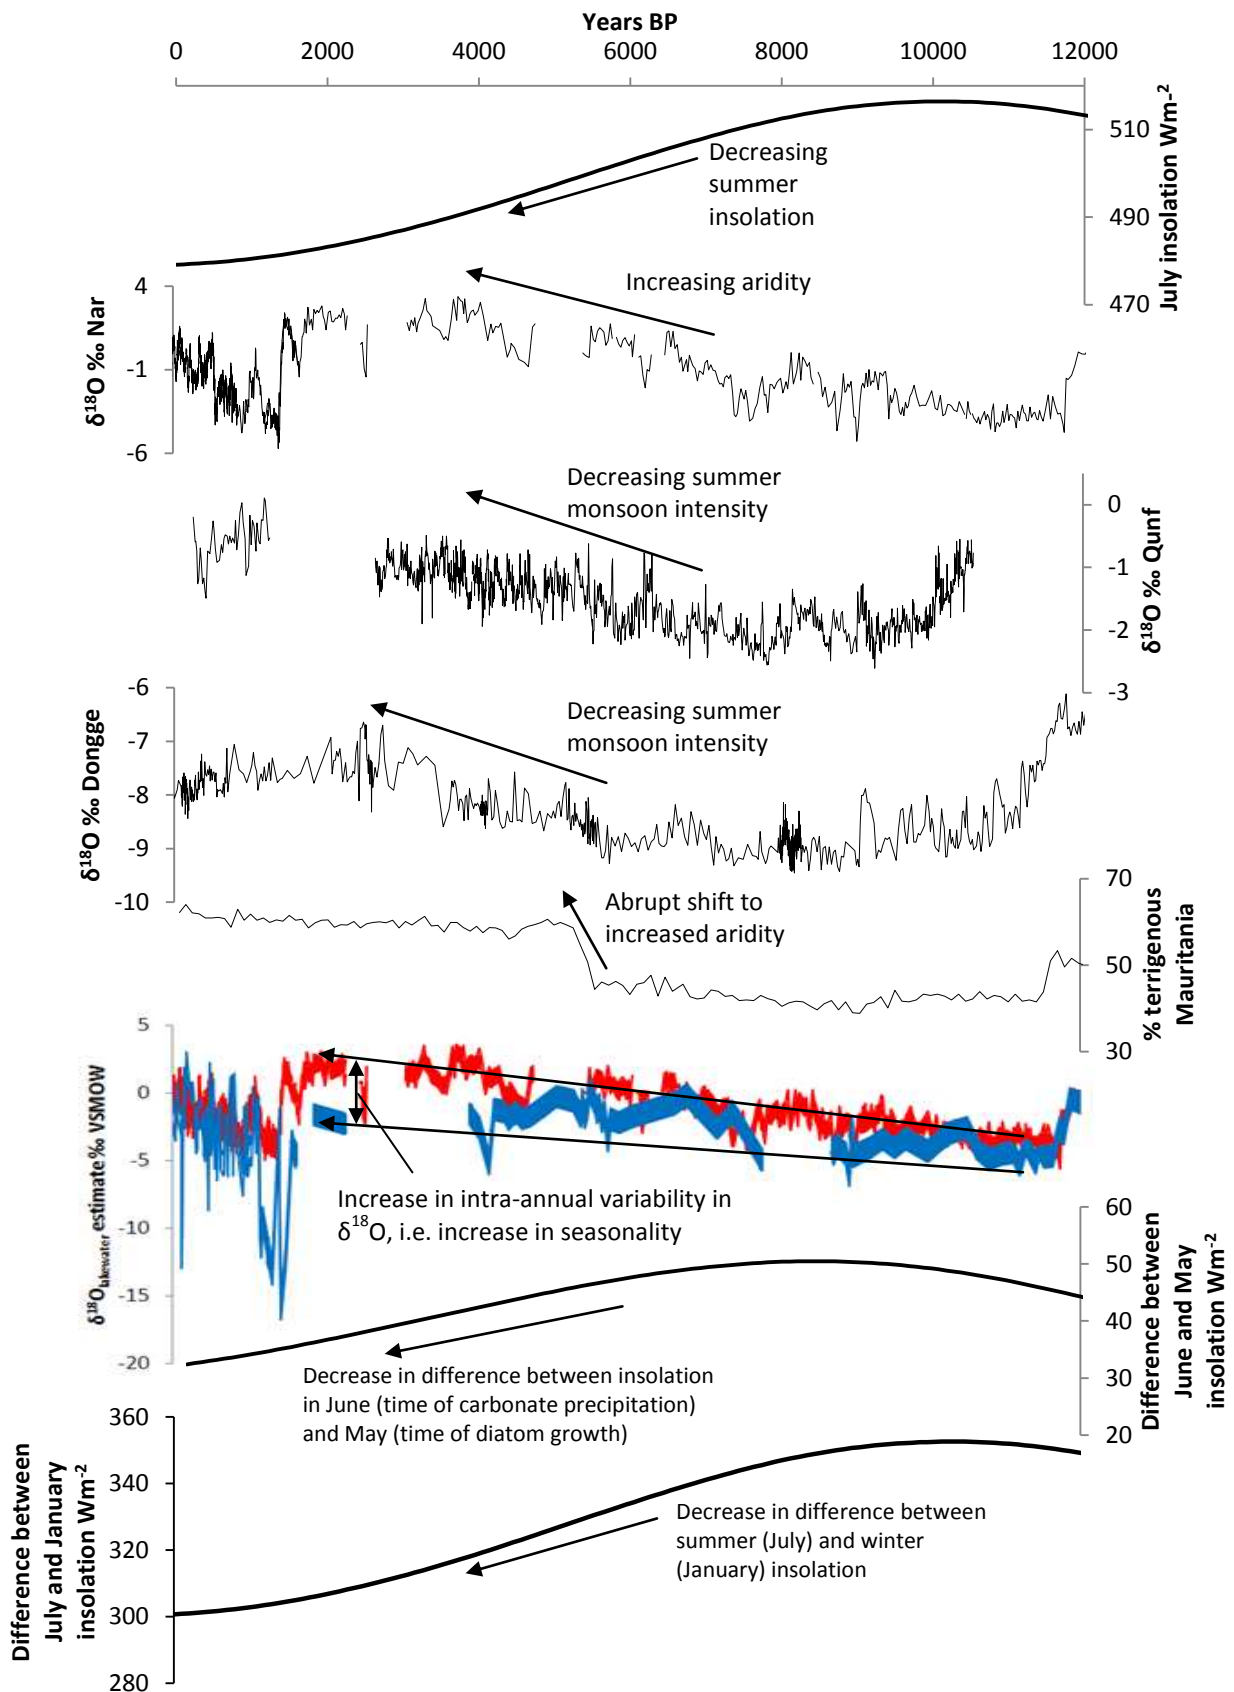 Years BP
0 2000 4000 6000 8000 10000 12000
510
490
470
July insolation Wm-²
Decreasing
summer
insolation
4
-1
-6
δ¹⁸O ‰ Nar
Increasing aridity
Decreasing summer
monsoon intensity
0
-1
-2
-3
δ¹⁸O ‰ Qunf
-6
-7
-8
-9
-10
δ¹⁸O ‰ Dongge
Decreasing summer
monsoon intensity
Abrupt shift to
increased aridity
70
50
30
% terrigenous
Mauritania
5
0
-5
-10
-15
-20
δ¹⁸O lakewater estimate‰ VSMOW
Increase in intra-annual variability in
δ¹⁸O, i.e. increase in seasonality
60
50
40
30
20
Difference between
June and May
insolation Wm⁻²
Decrease in difference between insolation
in June (time of carbonate precipitation)
and May (time of diatom growth)
360
340
320
300
280
Difference between
July and January
insolation Wm⁻²
Decrease in difference between
summer (July) and winter
(January) insolation